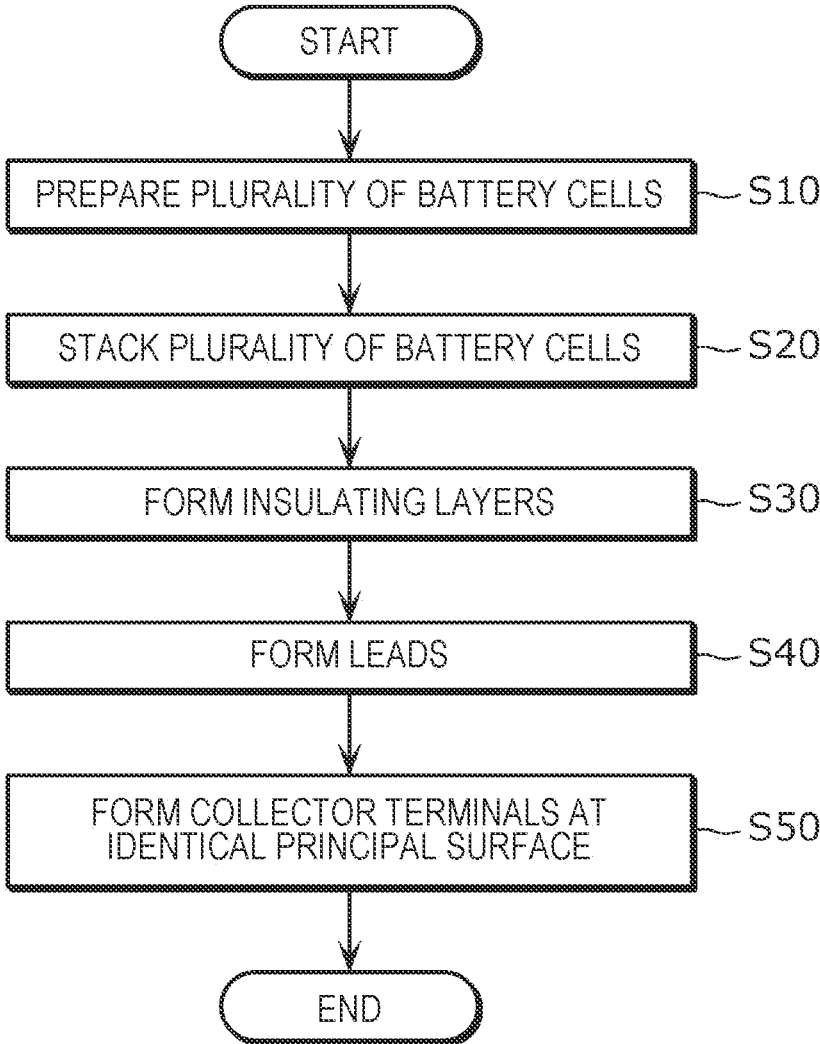 START
PREPARE PLURALITY OF BATTERY CELLS
S10
STACK PLURALITY OF BATTERY CELLS
S20
FORM INSULATING LAYERS
S30
FORM LEADS
S40
FORM COLLECTOR TERMINALS AT
IDENTICAL PRINCIPAL SURFACE
S50
END